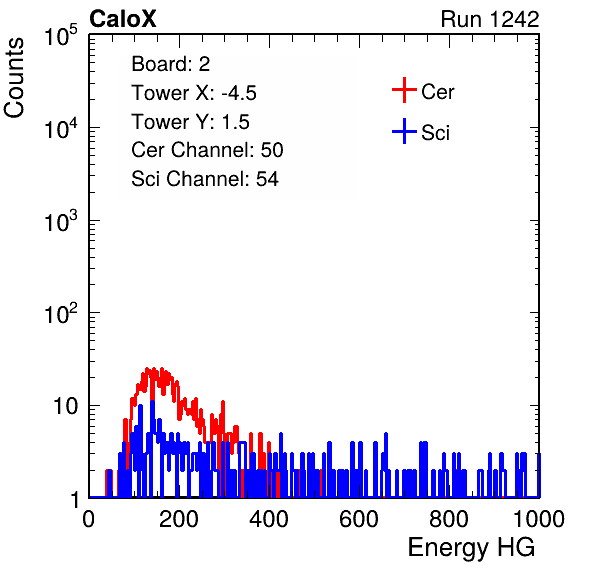 CaloX Run 1242
Counts
Board: 2
Tower X: -4.5
Tower Y: 1.5
Cer Channel: 50
Sci Channel: 54
Cer
Sci
10^5
10^4
10^3
10^2
10
1
0 200 400 600 800 1000
Energy HG